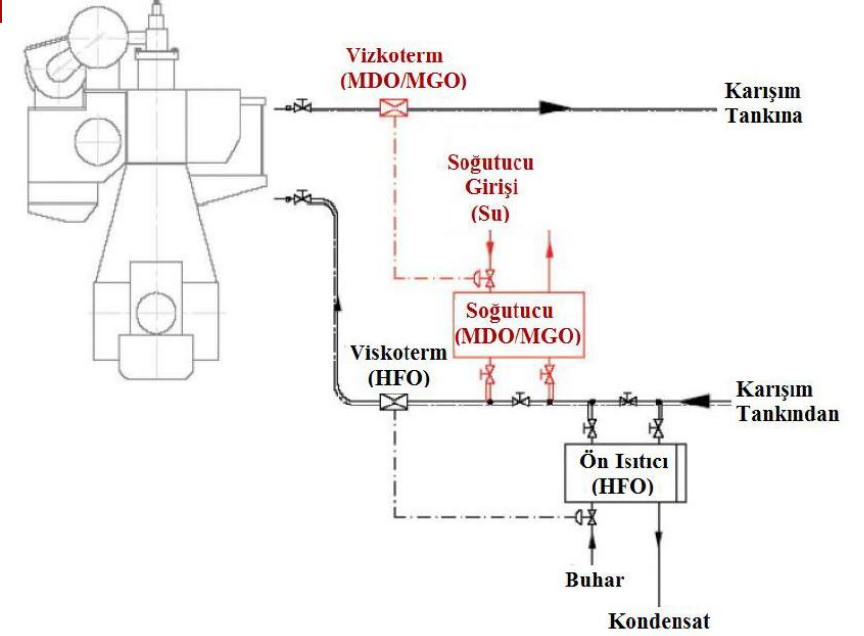 Vizkoterm
(MDO/MGO)
Karışım
Tankına
Soğutucu
Girişi
(Su)
Soğutucu
(MDO/MGO)
Viskoterm
(HFO)
Karışım
Tankından
Ön Isıtıcı
(HFO)
Buhar
Kondensat